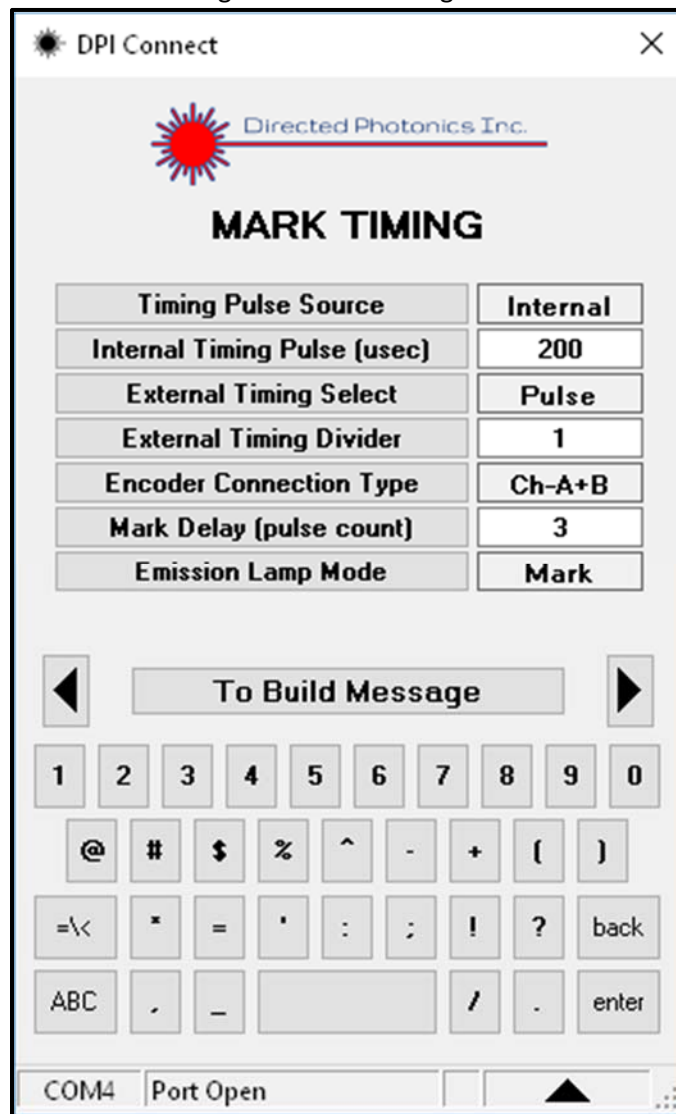 DPI Connect
Directed Photonics Inc.
MARK TIMING
Timing Pulse Source Internal
Internal Timing Pulse (usec) 200
External Timing Select Pulse
External Timing Divider 1
Encoder Connection Type Ch-A+B
Mark Delay (pulse count) 3
Emission Lamp Mode Mark
To Build Message
1 2 3 4 5 6 7 8 9 0
@ # $ % ^ - + ( )
=\< * = ' : ; ! ? back
ABC , _ / . enter
COM4 Port Open